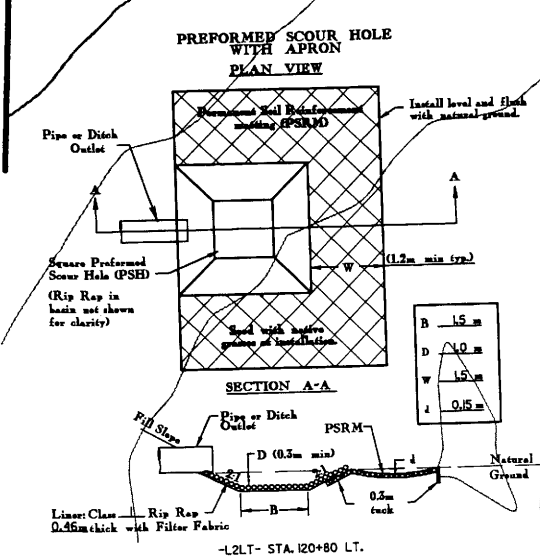 PREFORMED SCOUR HOLE
WITH APRON
PLAN VIEW
Permanent Soil Reinforcement
matting (PSRM)
Install level and flush
with natural ground.
Pipe or Ditch
Outlet
A
A
Square Preformed
Scour Hole (PSH)
(Rip Rap in
basin not shown
for clarity)
W
(1.2m min typ.)
Seed with native
grasses at installation.
B 1.5 m
D 1.0 m
W 1.5 m
d 0.15 m
SECTION A-A
Fill Slope
Pipe or Ditch
Outlet
D (0.3m min)
PSRM
d
Natural
Ground
B
0.3m
tuck
Liner: Class Rip Rap
0.46m thick with Filter Fabric
-L2LT- STA. 120+80 LT.